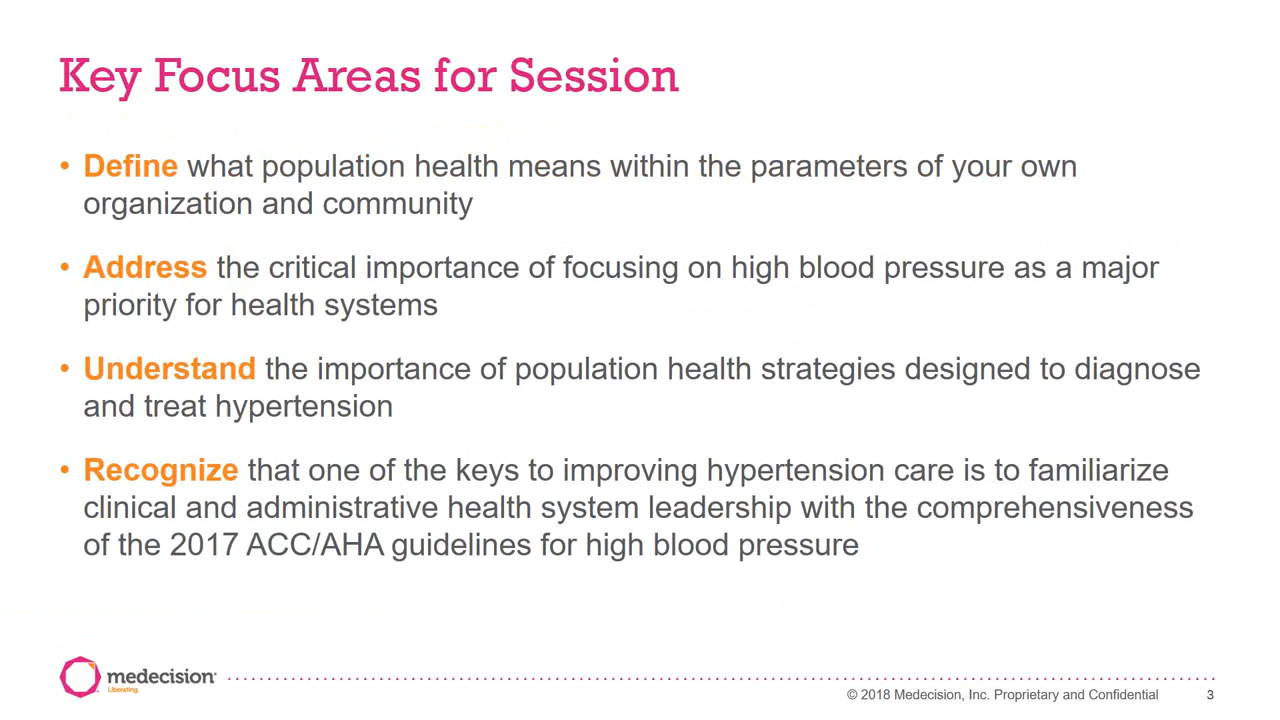 Key Focus Areas for Session
• Define what population health means within the parameters of your own
organization and community
• Address the critical importance of focusing on high blood pressure as a major
priority for health systems
• Understand the importance of population health strategies designed to diagnose
and treat hypertension
• Recognize that one of the keys to improving hypertension care is to familiarize
clinical and administrative health system leadership with the comprehensiveness
of the 2017 ACC/AHA guidelines for high blood pressure
medecision
Liberating.
© 2018 Medecision, Inc. Proprietary and Confidential 3